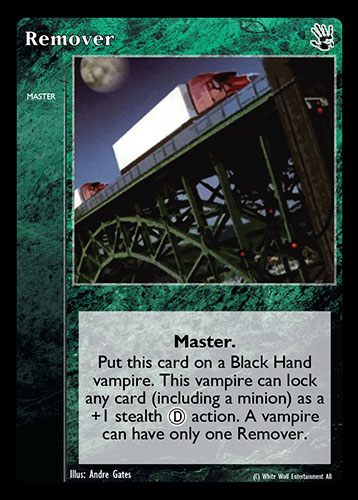 Remover
MASTER
Master.
Put this card on a Black Hand
vampire. This vampire can lock
any card (including a minion) as a
+1 stealth Ⓓ action. A vampire
can have only one Remover.
Illus: Andre Gates
(C) White Wolf Entertainment AB